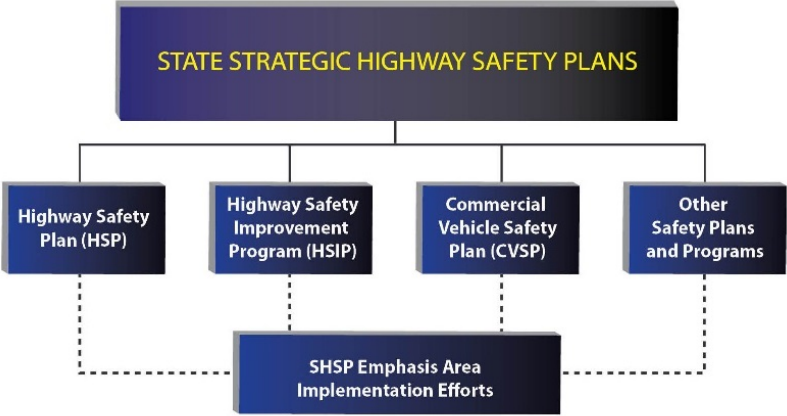 STATE STRATEGIC HIGHWAY SAFETY PLANS
Highway Safety
Plan (HSP)
Highway Safety
Improvement
Program (HSIP)
Commercial
Vehicle Safety
Plan (CVSP)
Other
Safety Plans
and Programs
SHSP Emphasis Area
Implementation Efforts